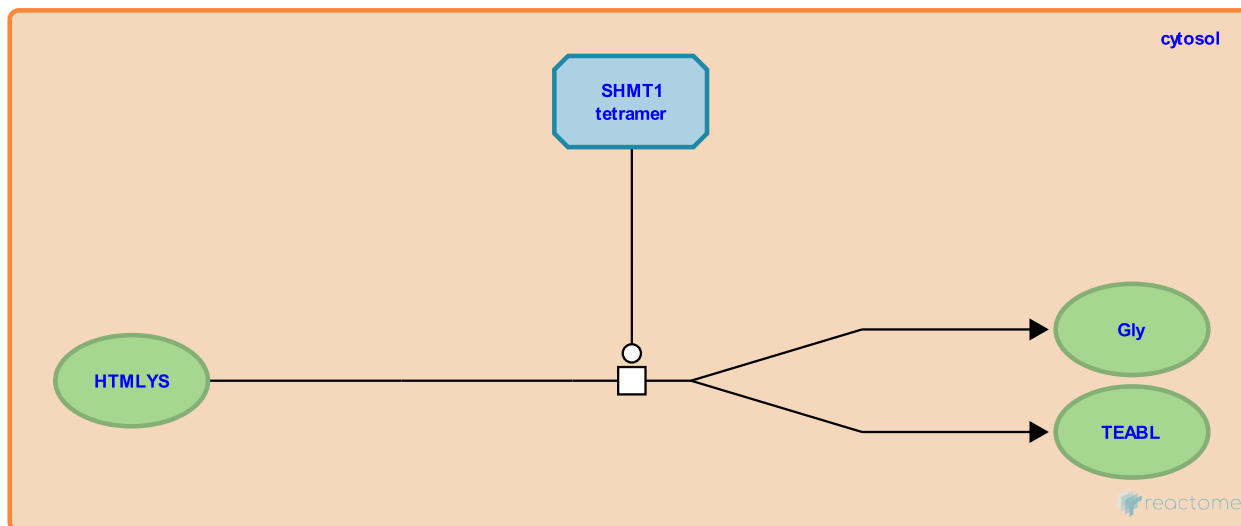 cytosol
SHMT1
tetramer
HTMLYS
Gly
TEABL
reactome